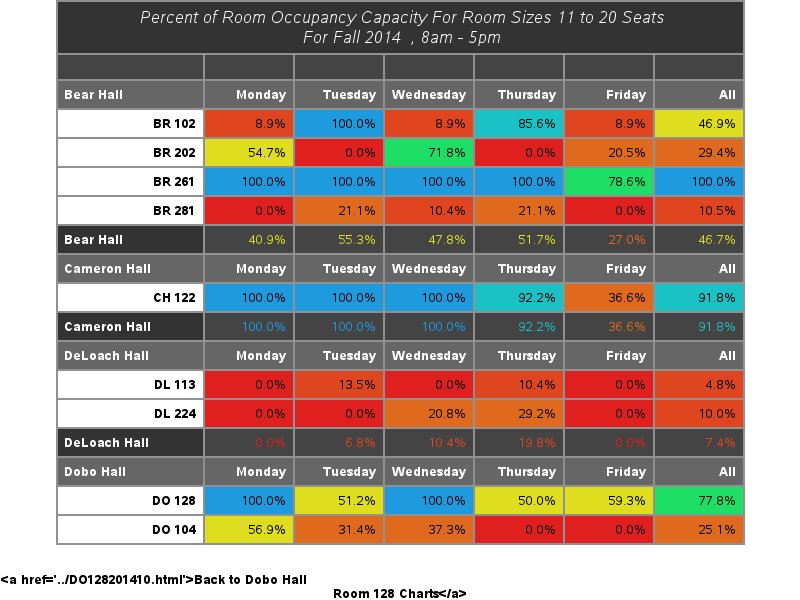 Percent of Room Occupancy Capacity For Room Sizes 11 to 20 Seats
For Fall 2014 , 8am - 5pm
Bear Hall Monday Tuesday Wednesday Thursday Friday All
BR 102 8.9% 100.0% 8.9% 85.6% 8.9% 46.9%
BR 202 54.7% 0.0% 71.8% 0.0% 20.5% 29.4%
BR 261 100.0% 100.0% 100.0% 100.0% 78.6% 100.0%
BR 281 0.0% 21.1% 10.4% 21.1% 0.0% 10.5%
Bear Hall 40.9% 55.3% 47.8% 51.7% 27.0% 46.7%
Cameron Hall Monday Tuesday Wednesday Thursday Friday All
CH 122 100.0% 100.0% 100.0% 92.2% 36.6% 91.8%
Cameron Hall 100.0% 100.0% 100.0% 92.2% 36.6% 91.8%
DeLoach Hall Monday Tuesday Wednesday Thursday Friday All
DL 113 0.0% 13.5% 0.0% 10.4% 0.0% 4.8%
DL 224 0.0% 0.0% 20.8% 29.2% 0.0% 10.0%
DeLoach Hall 0.0% 6.8% 10.4% 19.8% 0.0% 7.4%
Dobo Hall Monday Tuesday Wednesday Thursday Friday All
DO 128 100.0% 51.2% 100.0% 50.0% 59.3% 77.8%
DO 104 56.9% 31.4% 37.3% 0.0% 0.0% 25.1%
<a href='../DO128201410.html'>Back to Dobo Hall
Room 128 Charts</a>